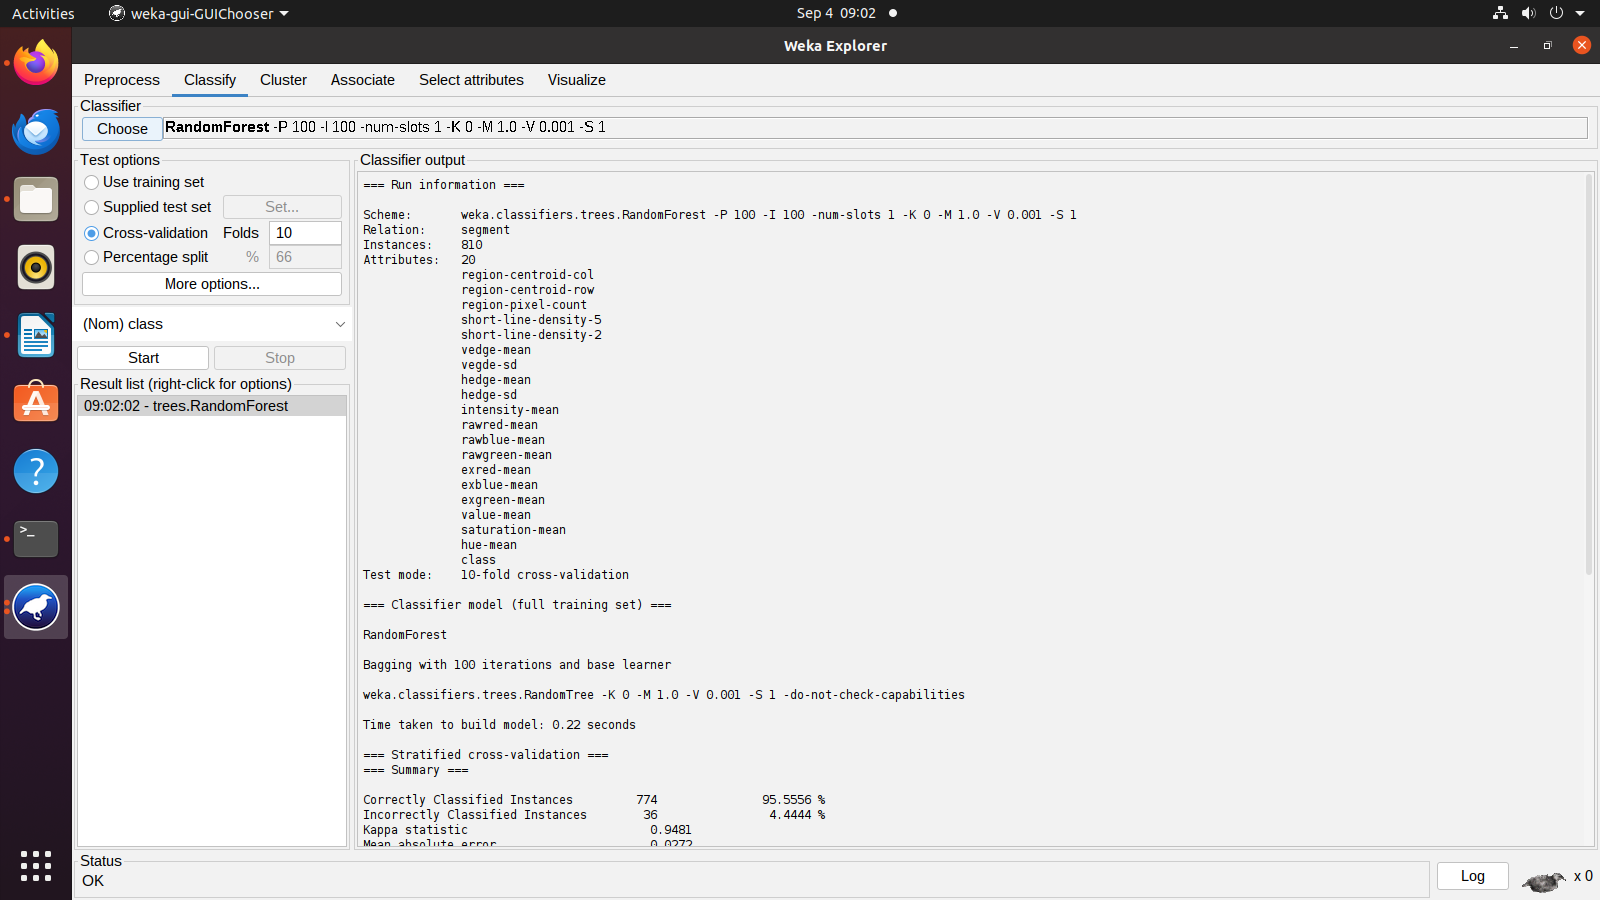 Activities
weka-gui-GUIChooser
Sep 4 09:02
Weka Explorer
Preprocess
Classify
Cluster
Associate
Select attributes
Visualize
Classifier
Choose
RandomForest -P 100 -I 100 -num-slots 1 -K 0 -M 1.0 -V 0.001 -S 1
Test options
Use training set
Supplied test set
Set...
Cross-validation Folds 10
Percentage split % 66
More options...
(Nom) class
Start
Stop
Result list (right-click for options)
09:02:02 - trees.RandomForest
Classifier output
=== Run information ===
Scheme: weka.classifiers.trees.RandomForest -P 100 -I 100 -num-slots 1 -K 0 -M 1.0 -V 0.001 -S 1
Relation: segment
Instances: 810
Attributes: 20
region-centroid-col
region-centroid-row
region-pixel-count
short-line-density-5
short-line-density-2
vedge-mean
vegde-sd
hedge-mean
hedge-sd
intensity-mean
rawred-mean
rawblue-mean
rawgreen-mean
exred-mean
exblue-mean
exgreen-mean
value-mean
saturation-mean
hue-mean
class
Test mode: 10-fold cross-validation
=== Classifier model (full training set) ===
RandomForest
Bagging with 100 iterations and base learner
weka.classifiers.trees.RandomTree -K 0 -M 1.0 -V 0.001 -S 1 -do-not-check-capabilities
Time taken to build model: 0.22 seconds
=== Stratified cross-validation ===
=== Summary ===
Correctly Classified Instances 774 95.5556 %
Incorrectly Classified Instances 36 4.4444 %
Kappa statistic 0.9481
Mean absolute error 0.0272
Status
OK
Log
x 0